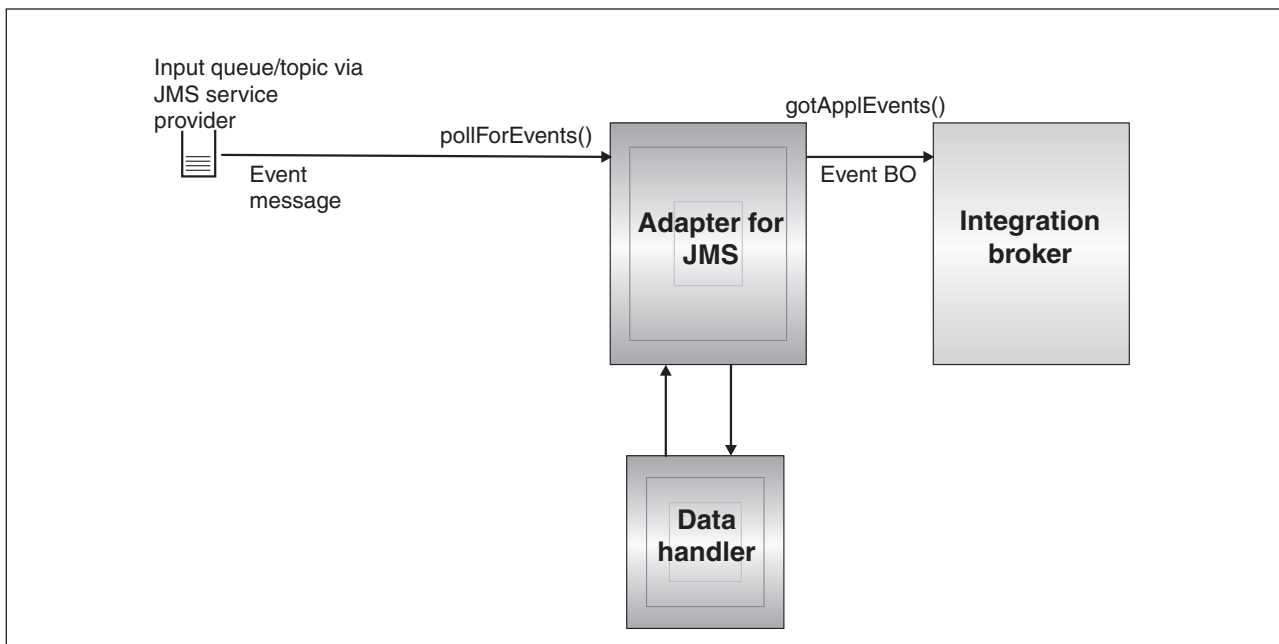 Input queue/topic via
JMS service
provider
pollForEvents()
Event
message
gotApplEvents()
Event BO
Adapter for
JMS
Integration
broker
Data
handler